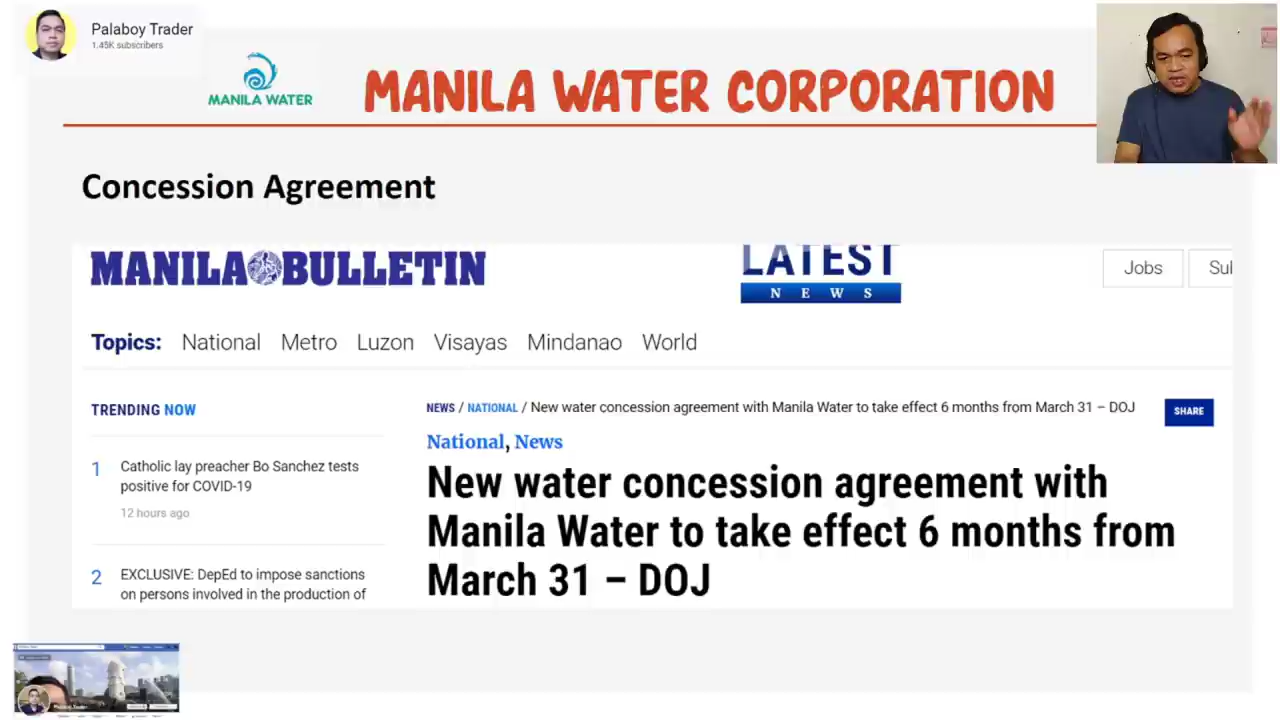 Palaboy Trader
1.45K subscribers
MANILA WATER
MANILA WATER CORPORATION
Concession Agreement
MANILA BULLETIN
LATEST
NEWS
Jobs
Sul
Topics: National Metro Luzon Visayas Mindanao World
TRENDING NOW
1 Catholic lay preacher Bo Sanchez tests
positive for COVID-19
12 hours ago
2 EXCLUSIVE: DepEd to impose sanctions
on persons involved in the production of
NEWS / NATIONAL / New water concession agreement with Manila Water to take effect 6 months from March 31 – DOJ
SHARE
National, News
New water concession agreement with
Manila Water to take effect 6 months from
March 31 – DOJ